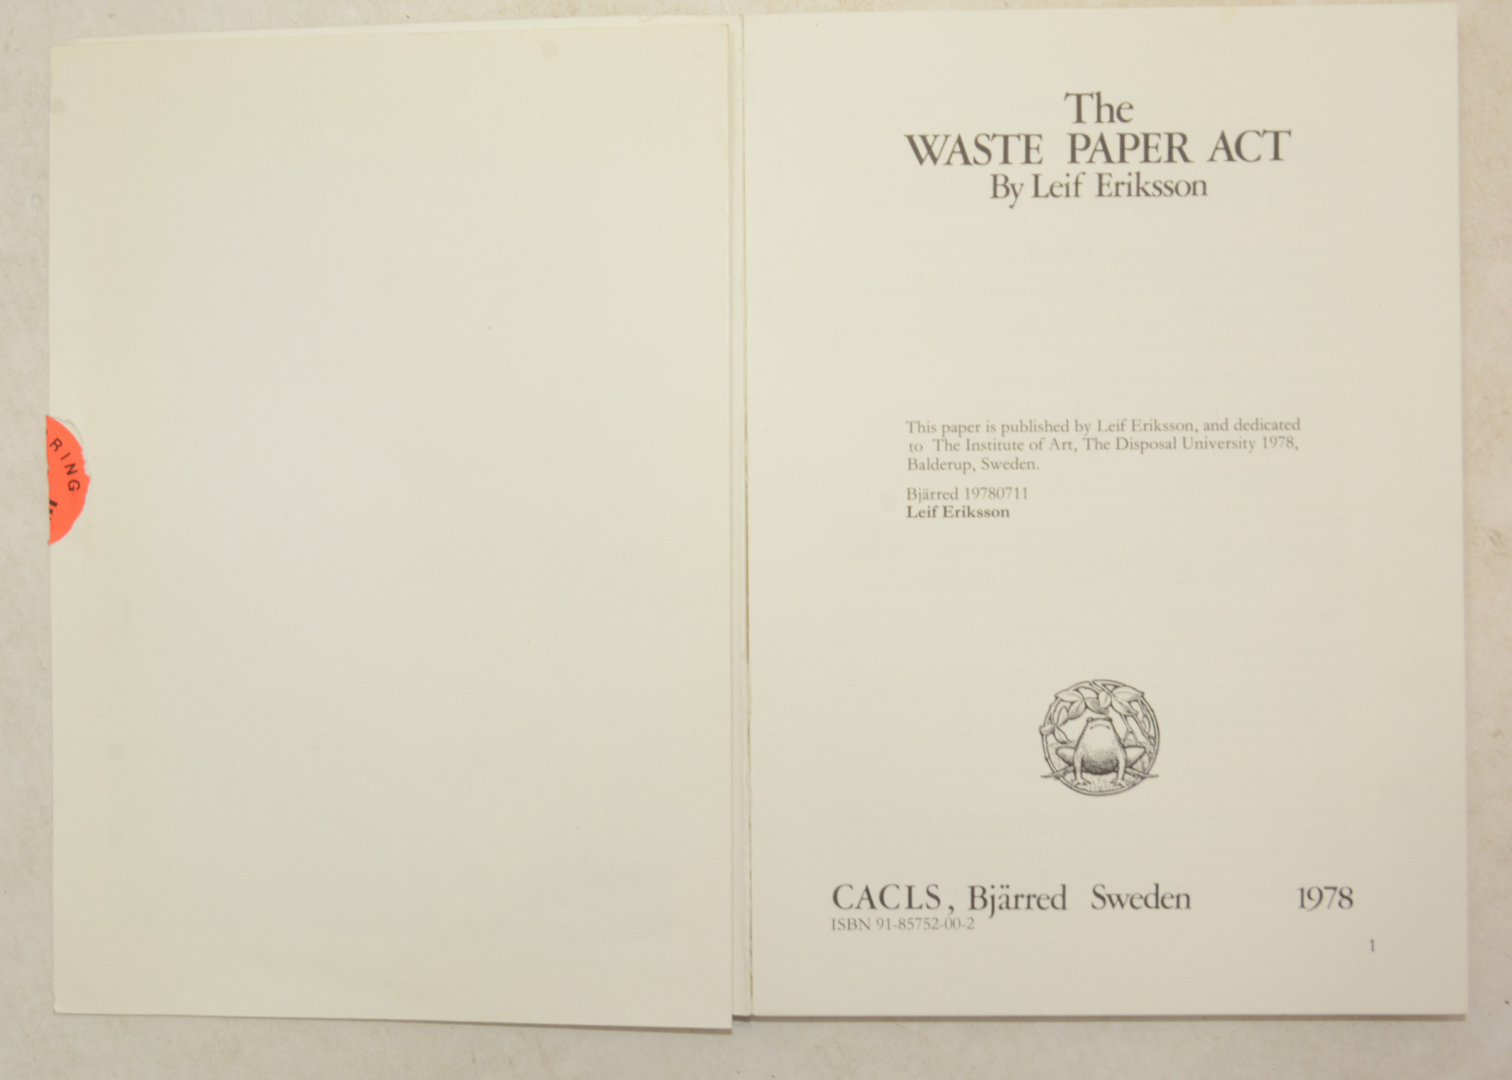 RING
The
WASTE PAPER ACT
By Leif Eriksson
This paper is published by Leif Eriksson, and dedicated
to The Institute of Art, The Disposal University 1978,
Balderup, Sweden.
Bjärred 19780711
Leif Eriksson
CACLS, Bjärred Sweden 1978
ISBN 91-85752-00-2
1